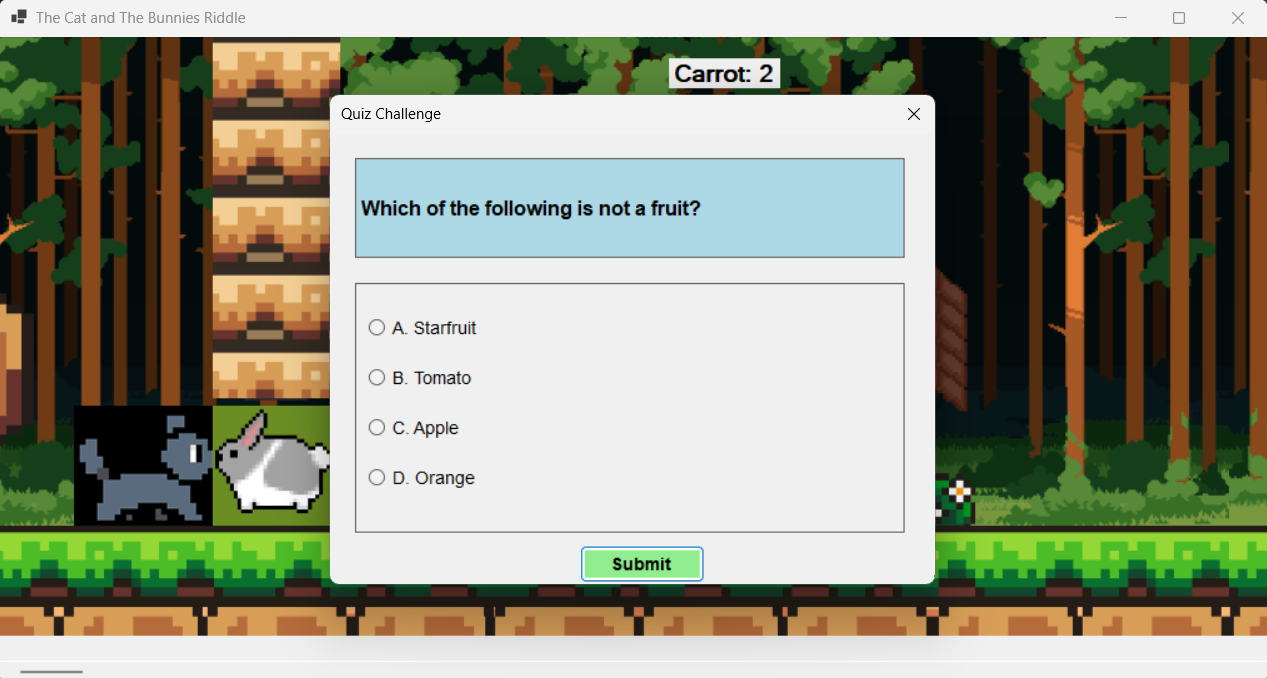 The Cat and The Bunnies Riddle
Carrot: 2
Quiz Challenge
Which of the following is not a fruit?
A. Starfruit
B. Tomato
C. Apple
D. Orange
Submit